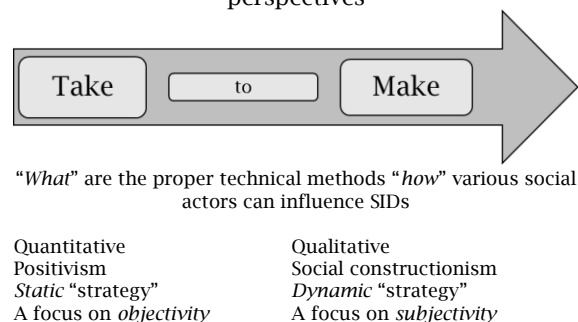 perspectives
Take to Make
“What” are the proper technical methods “how” various social
actors can influence SIDs
Quantitative Qualitative
Positivism Social constructionism
Static “strategy” Dynamic “strategy”
A focus on objectivity A focus on subjectivity